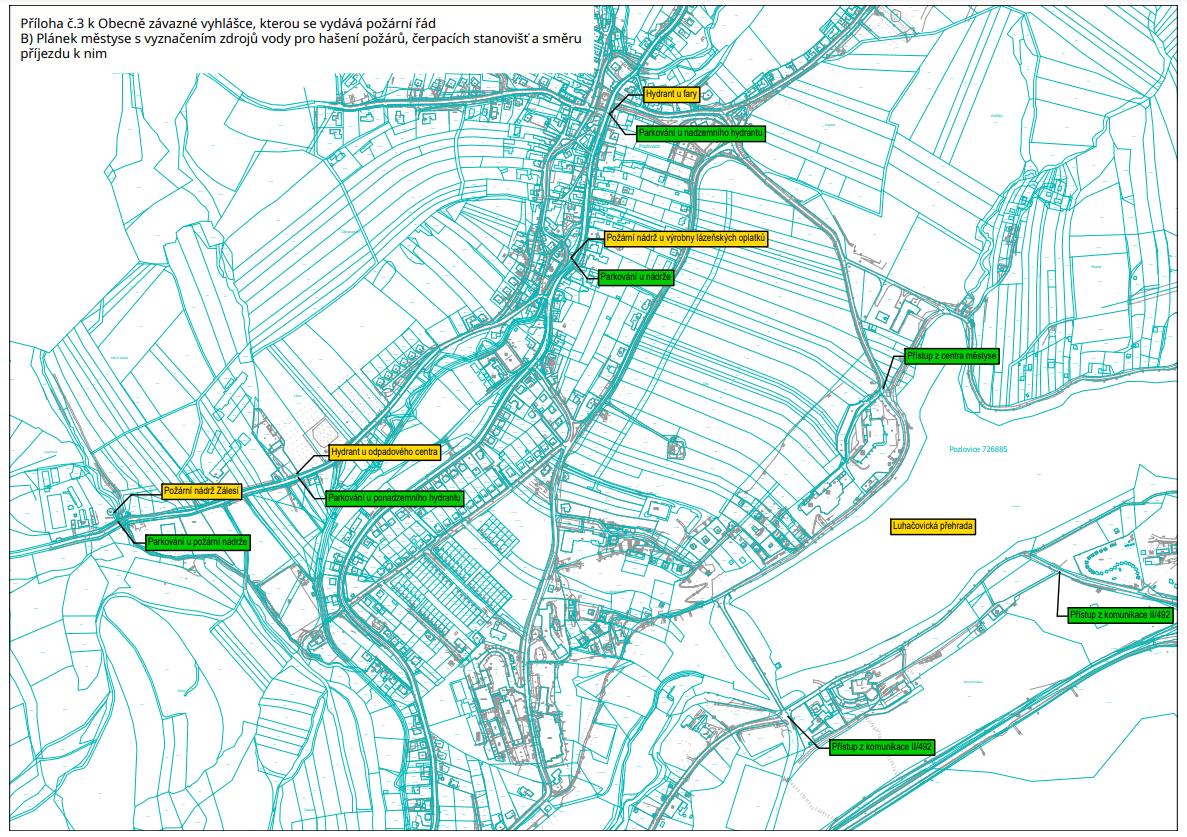 Příloha č.3 k Obecně závazné vyhlášce, kterou se vydává požární řád
B) Plánek městyse s vyznačením zdrojů vody pro hašení požárů, čerpacích stanovišť a směru
příjezdu k nim
Hydrant u fary
Parkování u nadzemního hydrantu
Pozlovice
Požární nádrž u výrobny lázeňských oplatků
Parkování u nádrže
Přístup z centra městyse
Pozlovice 726885
Hydrant u odpadového centra
Požární nádrž Zálesí
Parkování u ponadzemního hydrantu
Luhačovická přehrada
Parkování u požární nádrže
Přístup z komunikace II/492
Přístup z komunikace II/492